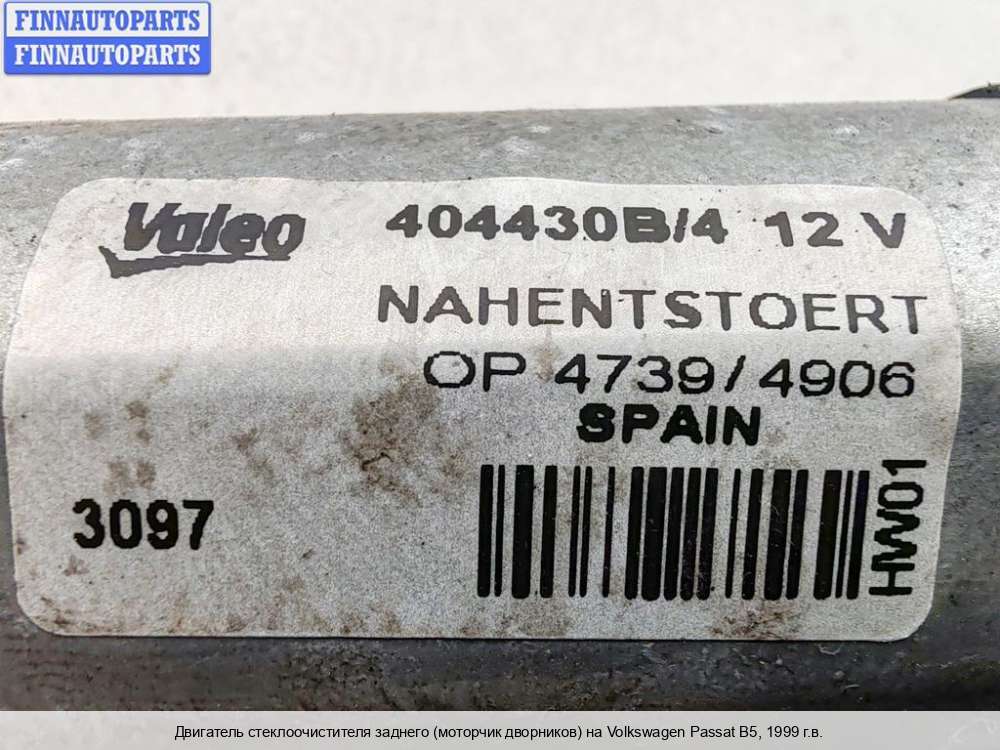 FINNAUTOPARTS
FINNAUTOPARTS
Valeo 404430B/4 12 V
NAHENTSTOERT
OP 4739/4906
SPAIN
3097
HW01
Двигатель стеклоочистителя заднего (моторчик дворников) на Volkswagen Passat B5, 1999 г.в.